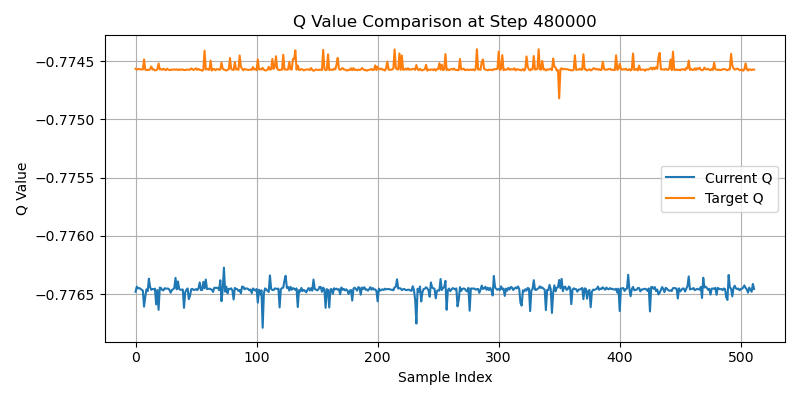 Q Value Comparison at Step 480000
−0.7745
−0.7750
−0.7755
−0.7760
−0.7765
Q Value
Current Q
Target Q
0 100 200 300 400 500
Sample Index